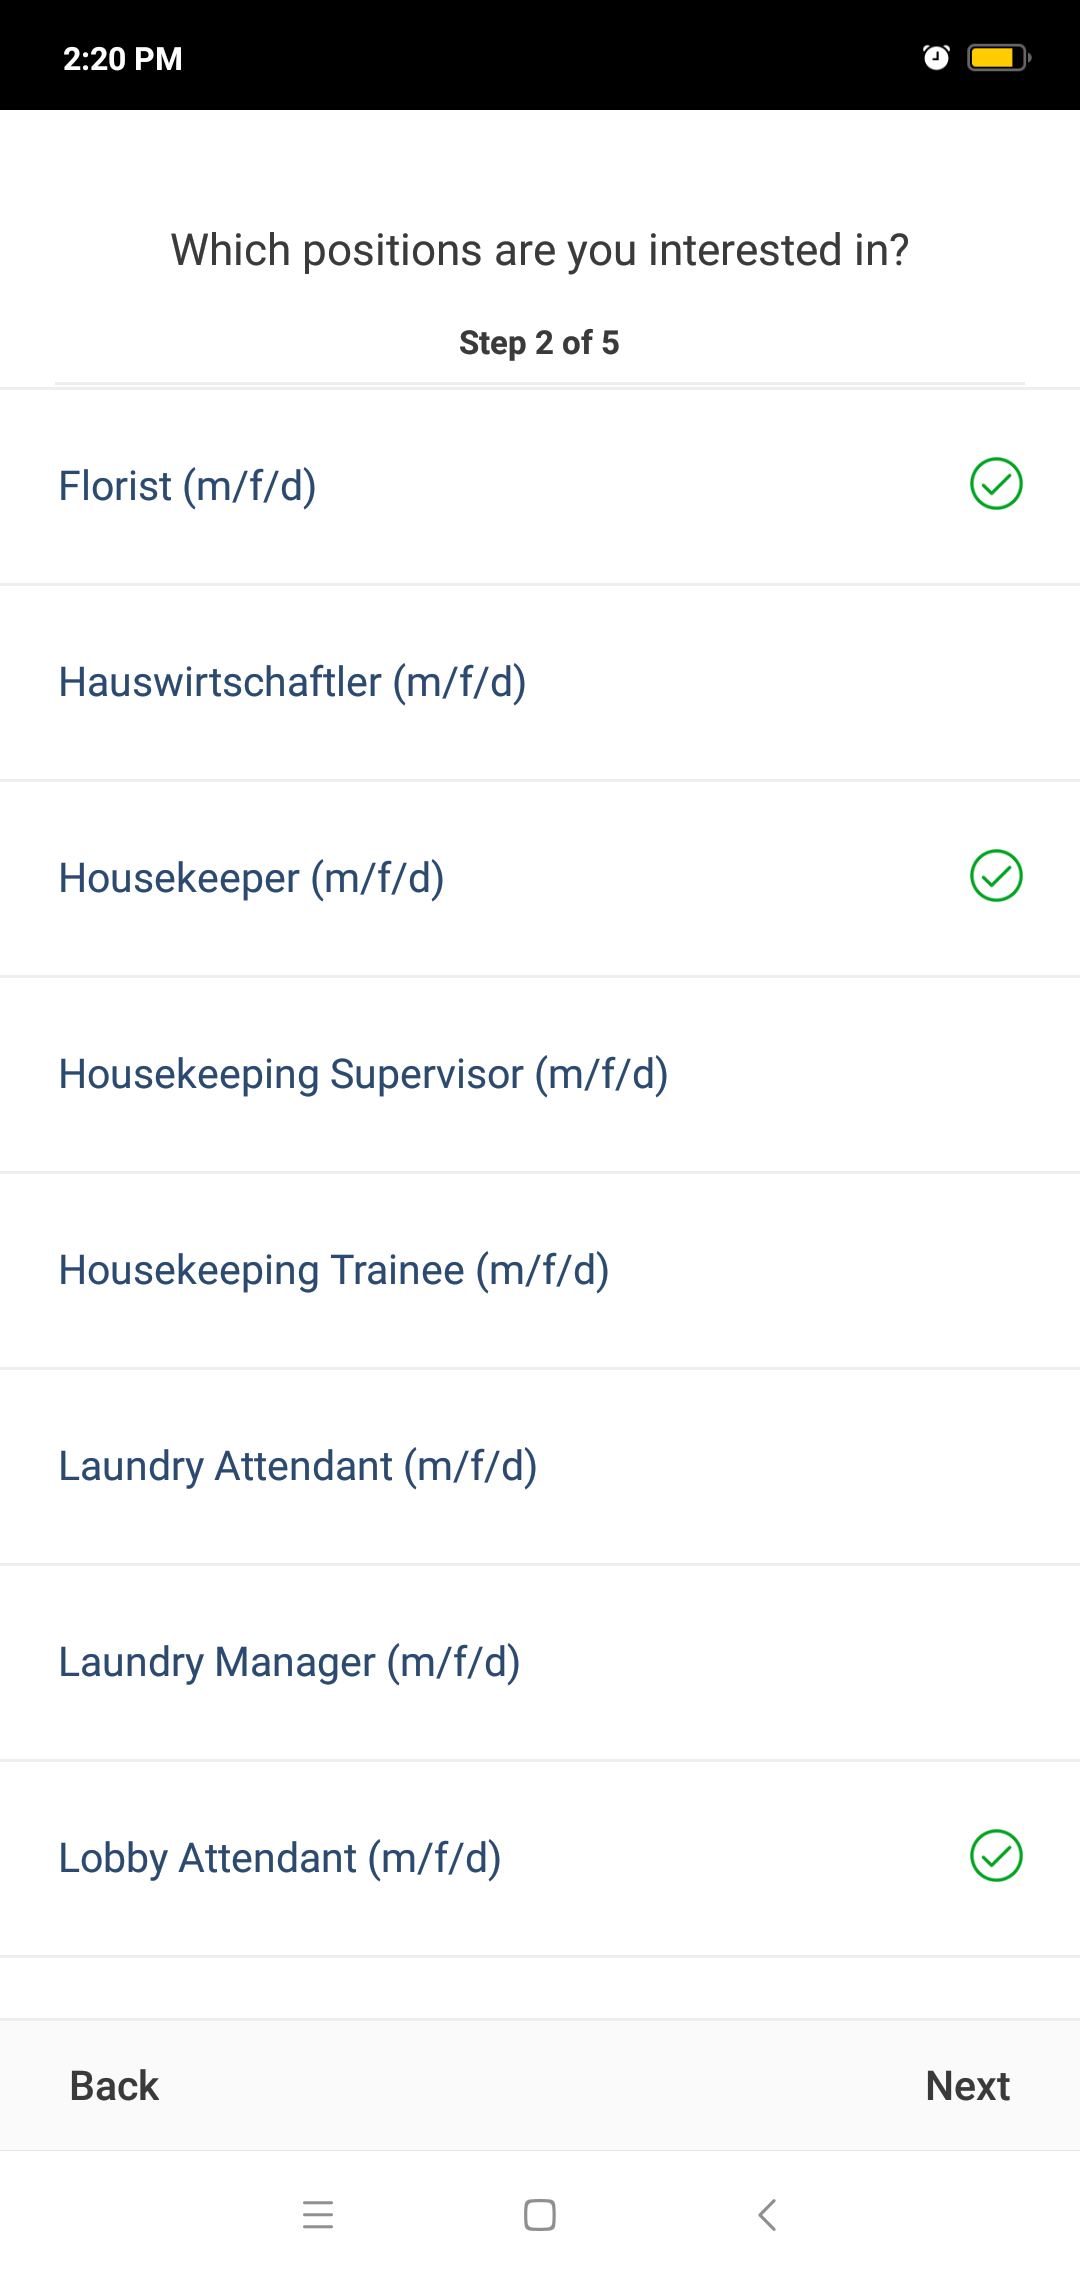 2:20 PM
Which positions are you interested in?
Step 2 of 5
Florist (m/f/d)
Hauswirtschaftler (m/f/d)
Housekeeper (m/f/d)
Housekeeping Supervisor (m/f/d)
Housekeeping Trainee (m/f/d)
Laundry Attendant (m/f/d)
Laundry Manager (m/f/d)
Lobby Attendant (m/f/d)
Back Next